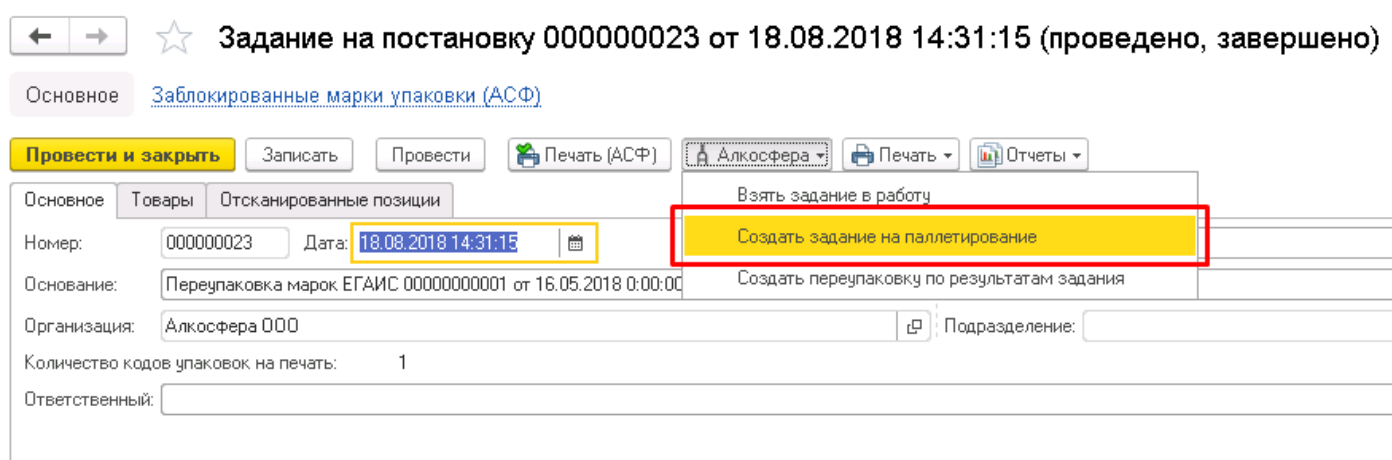 Задание на постановку 000000023 от 18.08.2018 14:31:15 (проведено, завершено)
Основное Заблокированные марки упаковки (АСФ)
Провести и закрыть Записать Провести Печать (АСФ) Алкосфера Печать Отчеты
Взять задание в работу
Создать задание на паллетирование
Создать переупаковку по результатам задания
Основное Товары Отсканированные позиции
Номер: 000000023 Дата: 18.08.2018 14:31:15
Основание: Переупаковка марок ЕГАИС 00000000001 от 16.05.2018 0:00:00
Организация: Алкосфера ООО Подразделение:
Количество кодов упаковок на печать: 1
Ответственный: